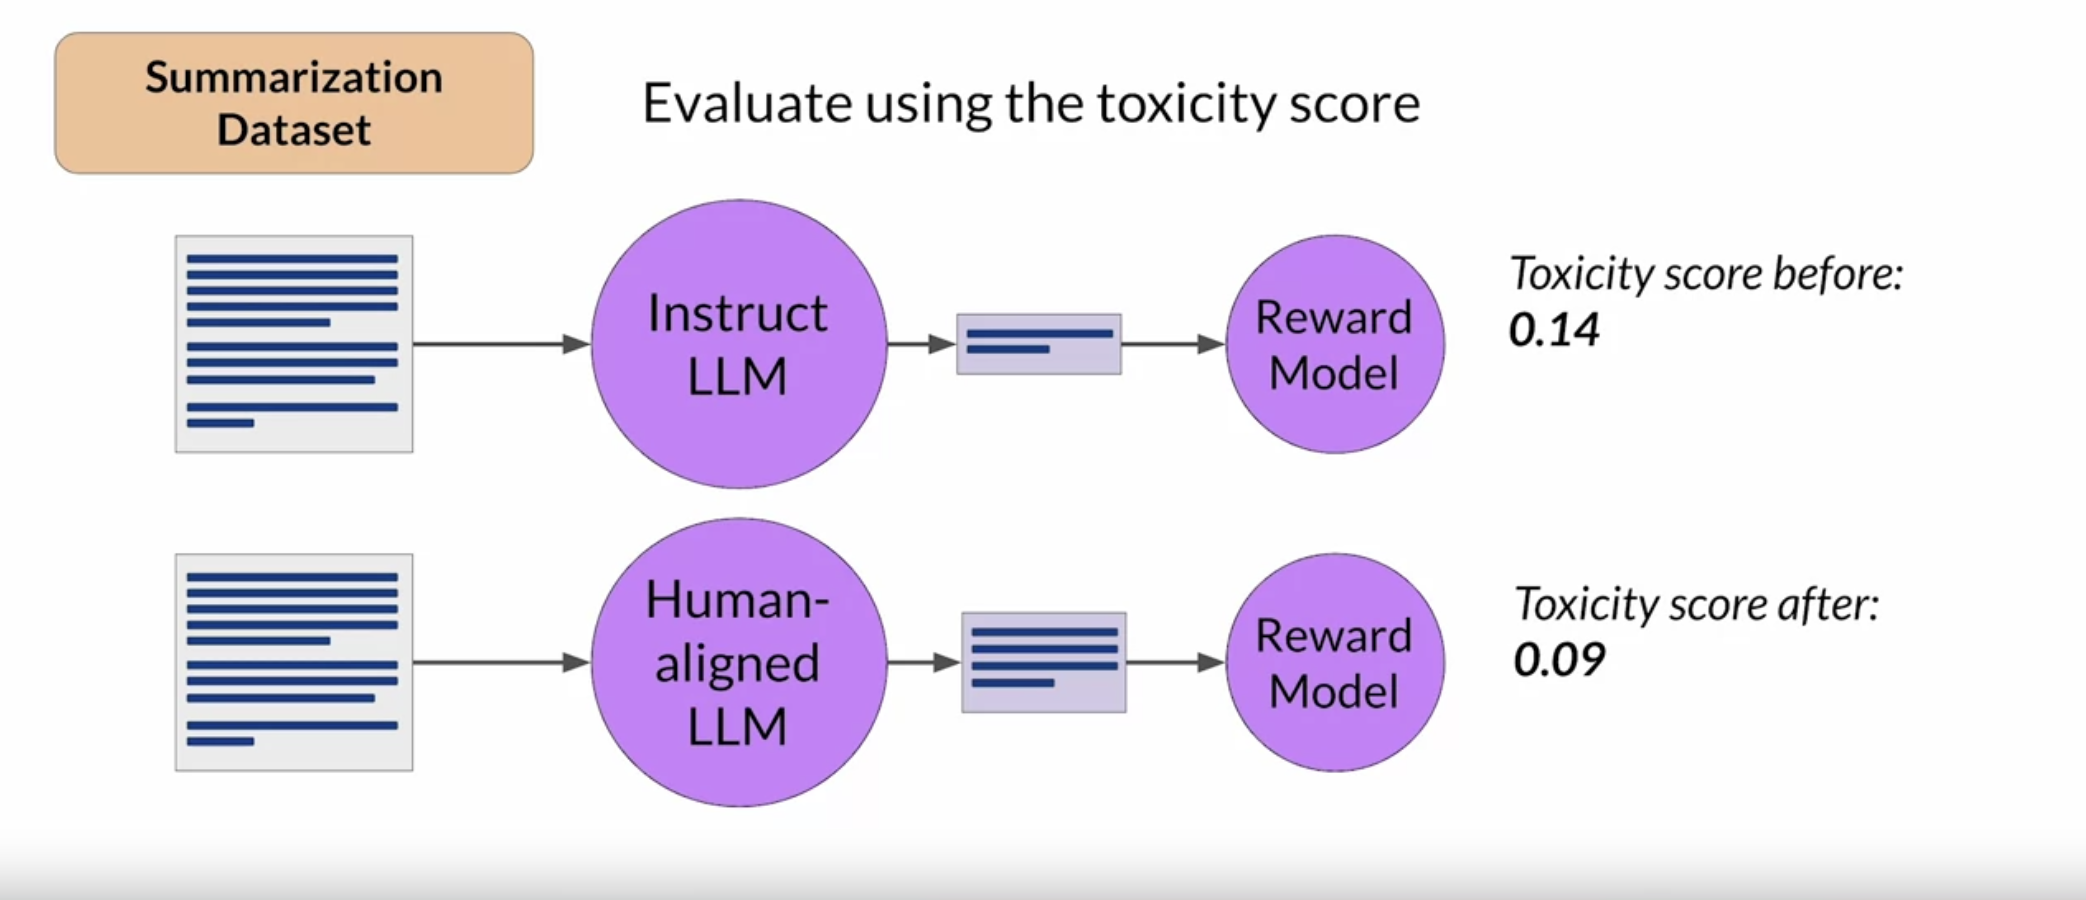 Summarization
Dataset
Evaluate using the toxicity score
Instruct
LLM
Reward
Model
Toxicity score before:
0.14
Human-
aligned
LLM
Reward
Model
Toxicity score after:
0.09